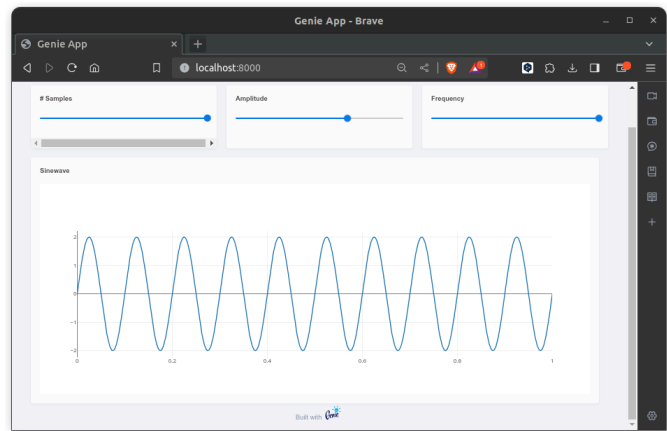 Genie App - Brave
Genie App
localhost:8000
1
# Samples
Amplitude
Frequency
Sinewave
2
1
0
−1
−2
0
0.2
0.4
0.6
0.8
1
Built with Genie